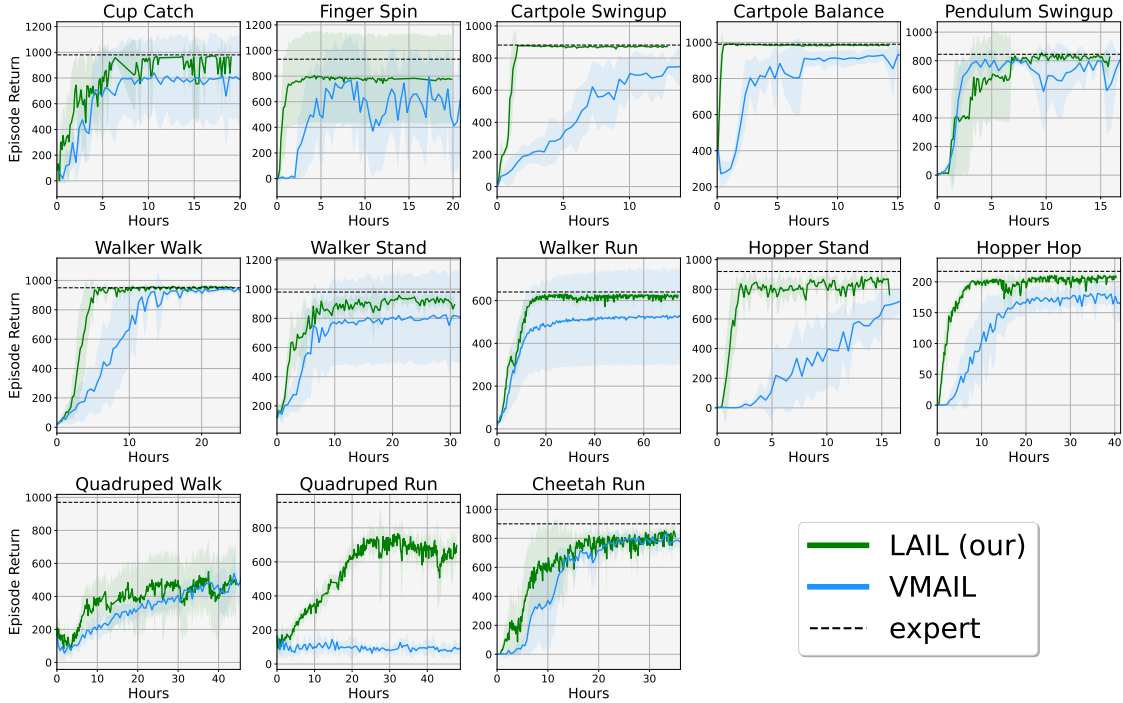 Cup Catch
Finger Spin
Cartpole Swingup
Cartpole Balance
Pendulum Swingup
Episode Return
1200
1000
800
600
400
200
0
0 5 10 15 20
Hours
1200
1000
800
600
400
200
0
0 5 10 15 20
Hours
1000
800
600
400
200
0
0 5 10
Hours
1000
800
600
400
200
0 5 10 15
Hours
1000
800
600
400
200
0
0 5 10 15
Hours
Walker Walk
Walker Stand
Walker Run
Hopper Stand
Hopper Hop
Episode Return
1000
800
600
400
200
0
0 10 20
Hours
1200
1000
800
600
400
200
0 10 20 30
Hours
600
400
200
0
0 20 40 60
Hours
1000
800
600
400
200
0
0 5 10 15
Hours
200
150
100
50
0
0 10 20 30 40
Hours
Quadruped Walk
Quadruped Run
Cheetah Run
Episode Return
1000
800
600
400
200
0
0 10 20 30 40
Hours
800
600
400
200
0
0 10 20 30 40
Hours
1000
800
600
400
200
0
0 10 20 30
Hours
LAIL (our)
VMAIL
expert